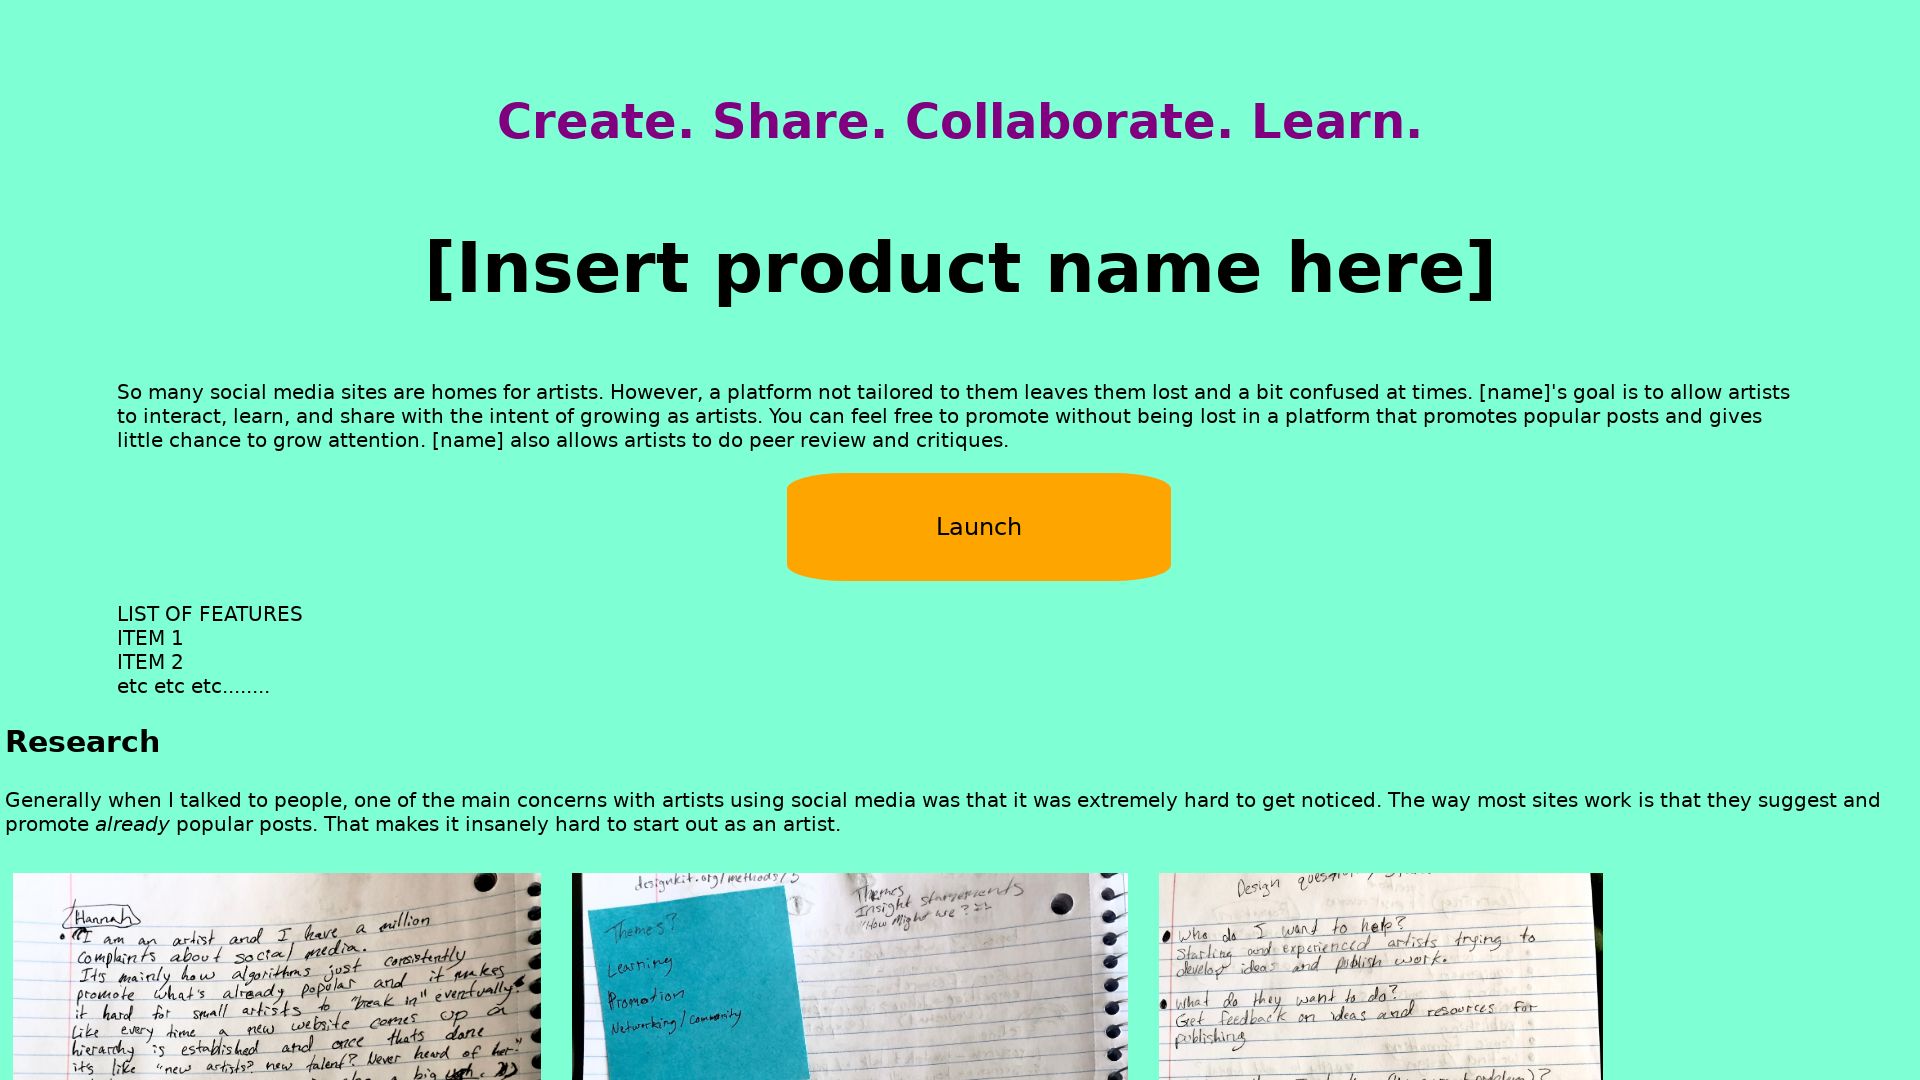 Create. Share. Collaborate. Learn.
[Insert product name here]
So many social media sites are homes for artists. However, a platform not tailored to them leaves them lost and a bit confused at times. [name]'s goal is to allow artists
to interact, learn, and share with the intent of growing as artists. You can feel free to promote without being lost in a platform that promotes popular posts and gives
little chance to grow attention. [name] also allows artists to do peer review and critiques.
Launch
LIST OF FEATURES
ITEM 1
ITEM 2
etc etc etc........
Research
Generally when I talked to people, one of the main concerns with artists using social media was that it was extremely hard to get noticed. The way most sites work is that they suggest and
promote already popular posts. That makes it insanely hard to start out as an artist.
Hannah
• "I am an artist and I have a million
complaints about social media.
Its mainly how algorithms just consistently
promote what's already popular and it makes
it hard for small artists to "break in" eventually.
Like every time a new website comes up a
hierarchy is established and once thats done
its like "new artists? new talent? Never heard of her."
a big
designkit.org/methods/5
Themes?
Learning
Promotion
Networking/Community
Themes
Insight statements
"How Might we?"
Design
• Who do I want to help?
Starting and experienced artists trying to
develop ideas and publish work.
• What do they want to do?
Get feedback on ideas and resources for
publishing